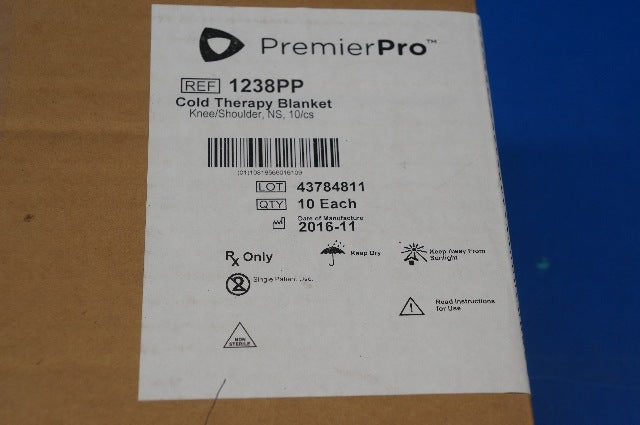 PremierPro™
REF 1238PP
Cold Therapy Blanket
Knee/Shoulder, NS, 10/cs
LOT 43784811
QTY 10 Each
Date of Manufacture
2016-11
Rx Only
Keep Dry
Keep Away From
Sunlight
Single Patient Use.
Read Instructions
for Use
NON
STERILE